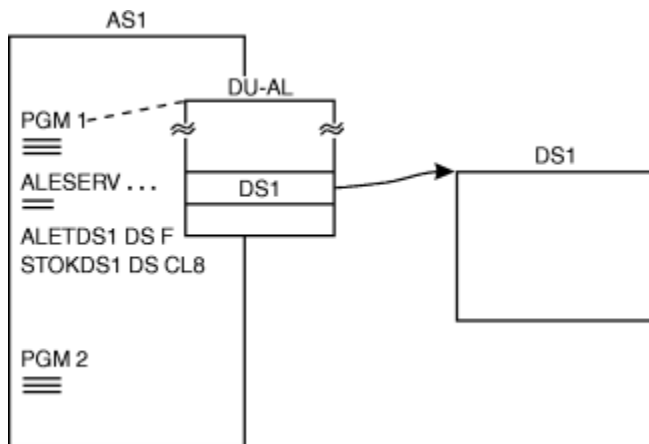 AS1
DU-AL
PGM 1
ALESERV . . .
DS1
DS1
ALETDS1 DS F
STOKDS1 DS CL8
PGM 2